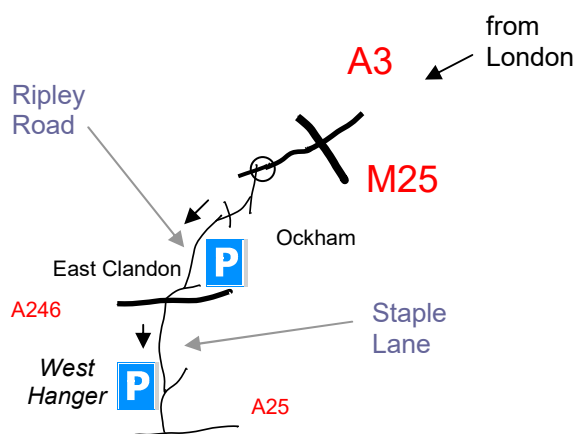 from
London
A3
Ripley
Road
M25
Ockham
East Clandon
P
A246
Staple
Lane
West
Hanger
P
A25